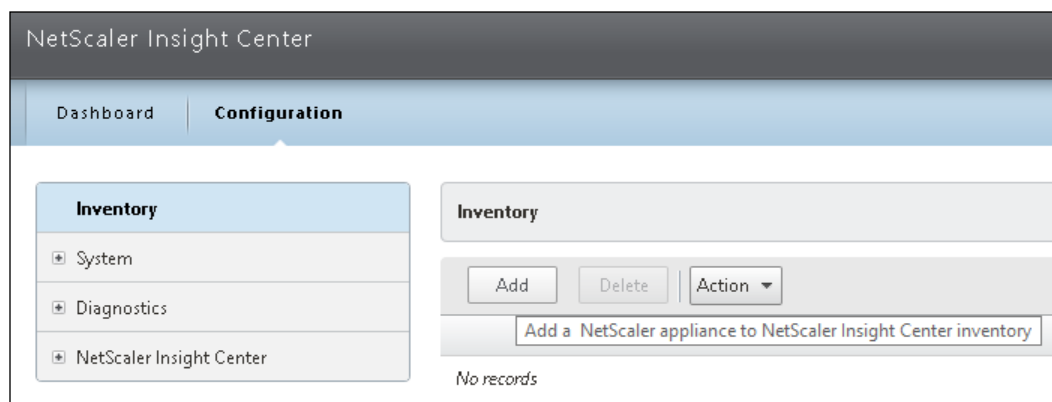 NetScaler Insight Center
Dashboard Configuration
Inventory
System
Diagnostics
NetScaler Insight Center
Inventory
Add Delete Action
Add a NetScaler appliance to NetScaler Insight Center inventory
No records